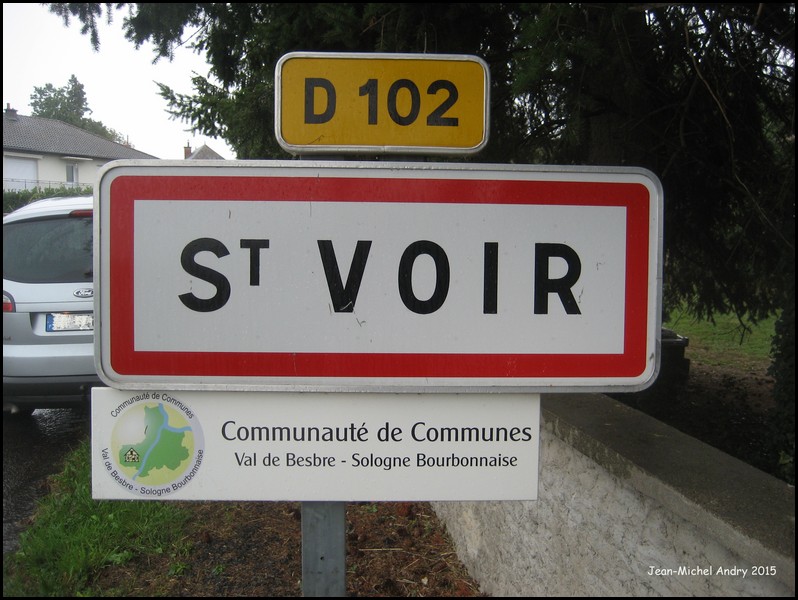 D 102
ST VOIR
Communauté de Communes
Val de Besbre - Sologne Bourbonnaise
Communauté de Communes
Val de Besbre - Sologne Bourbonnaise
Ford
Jean-Michel Andry 2015